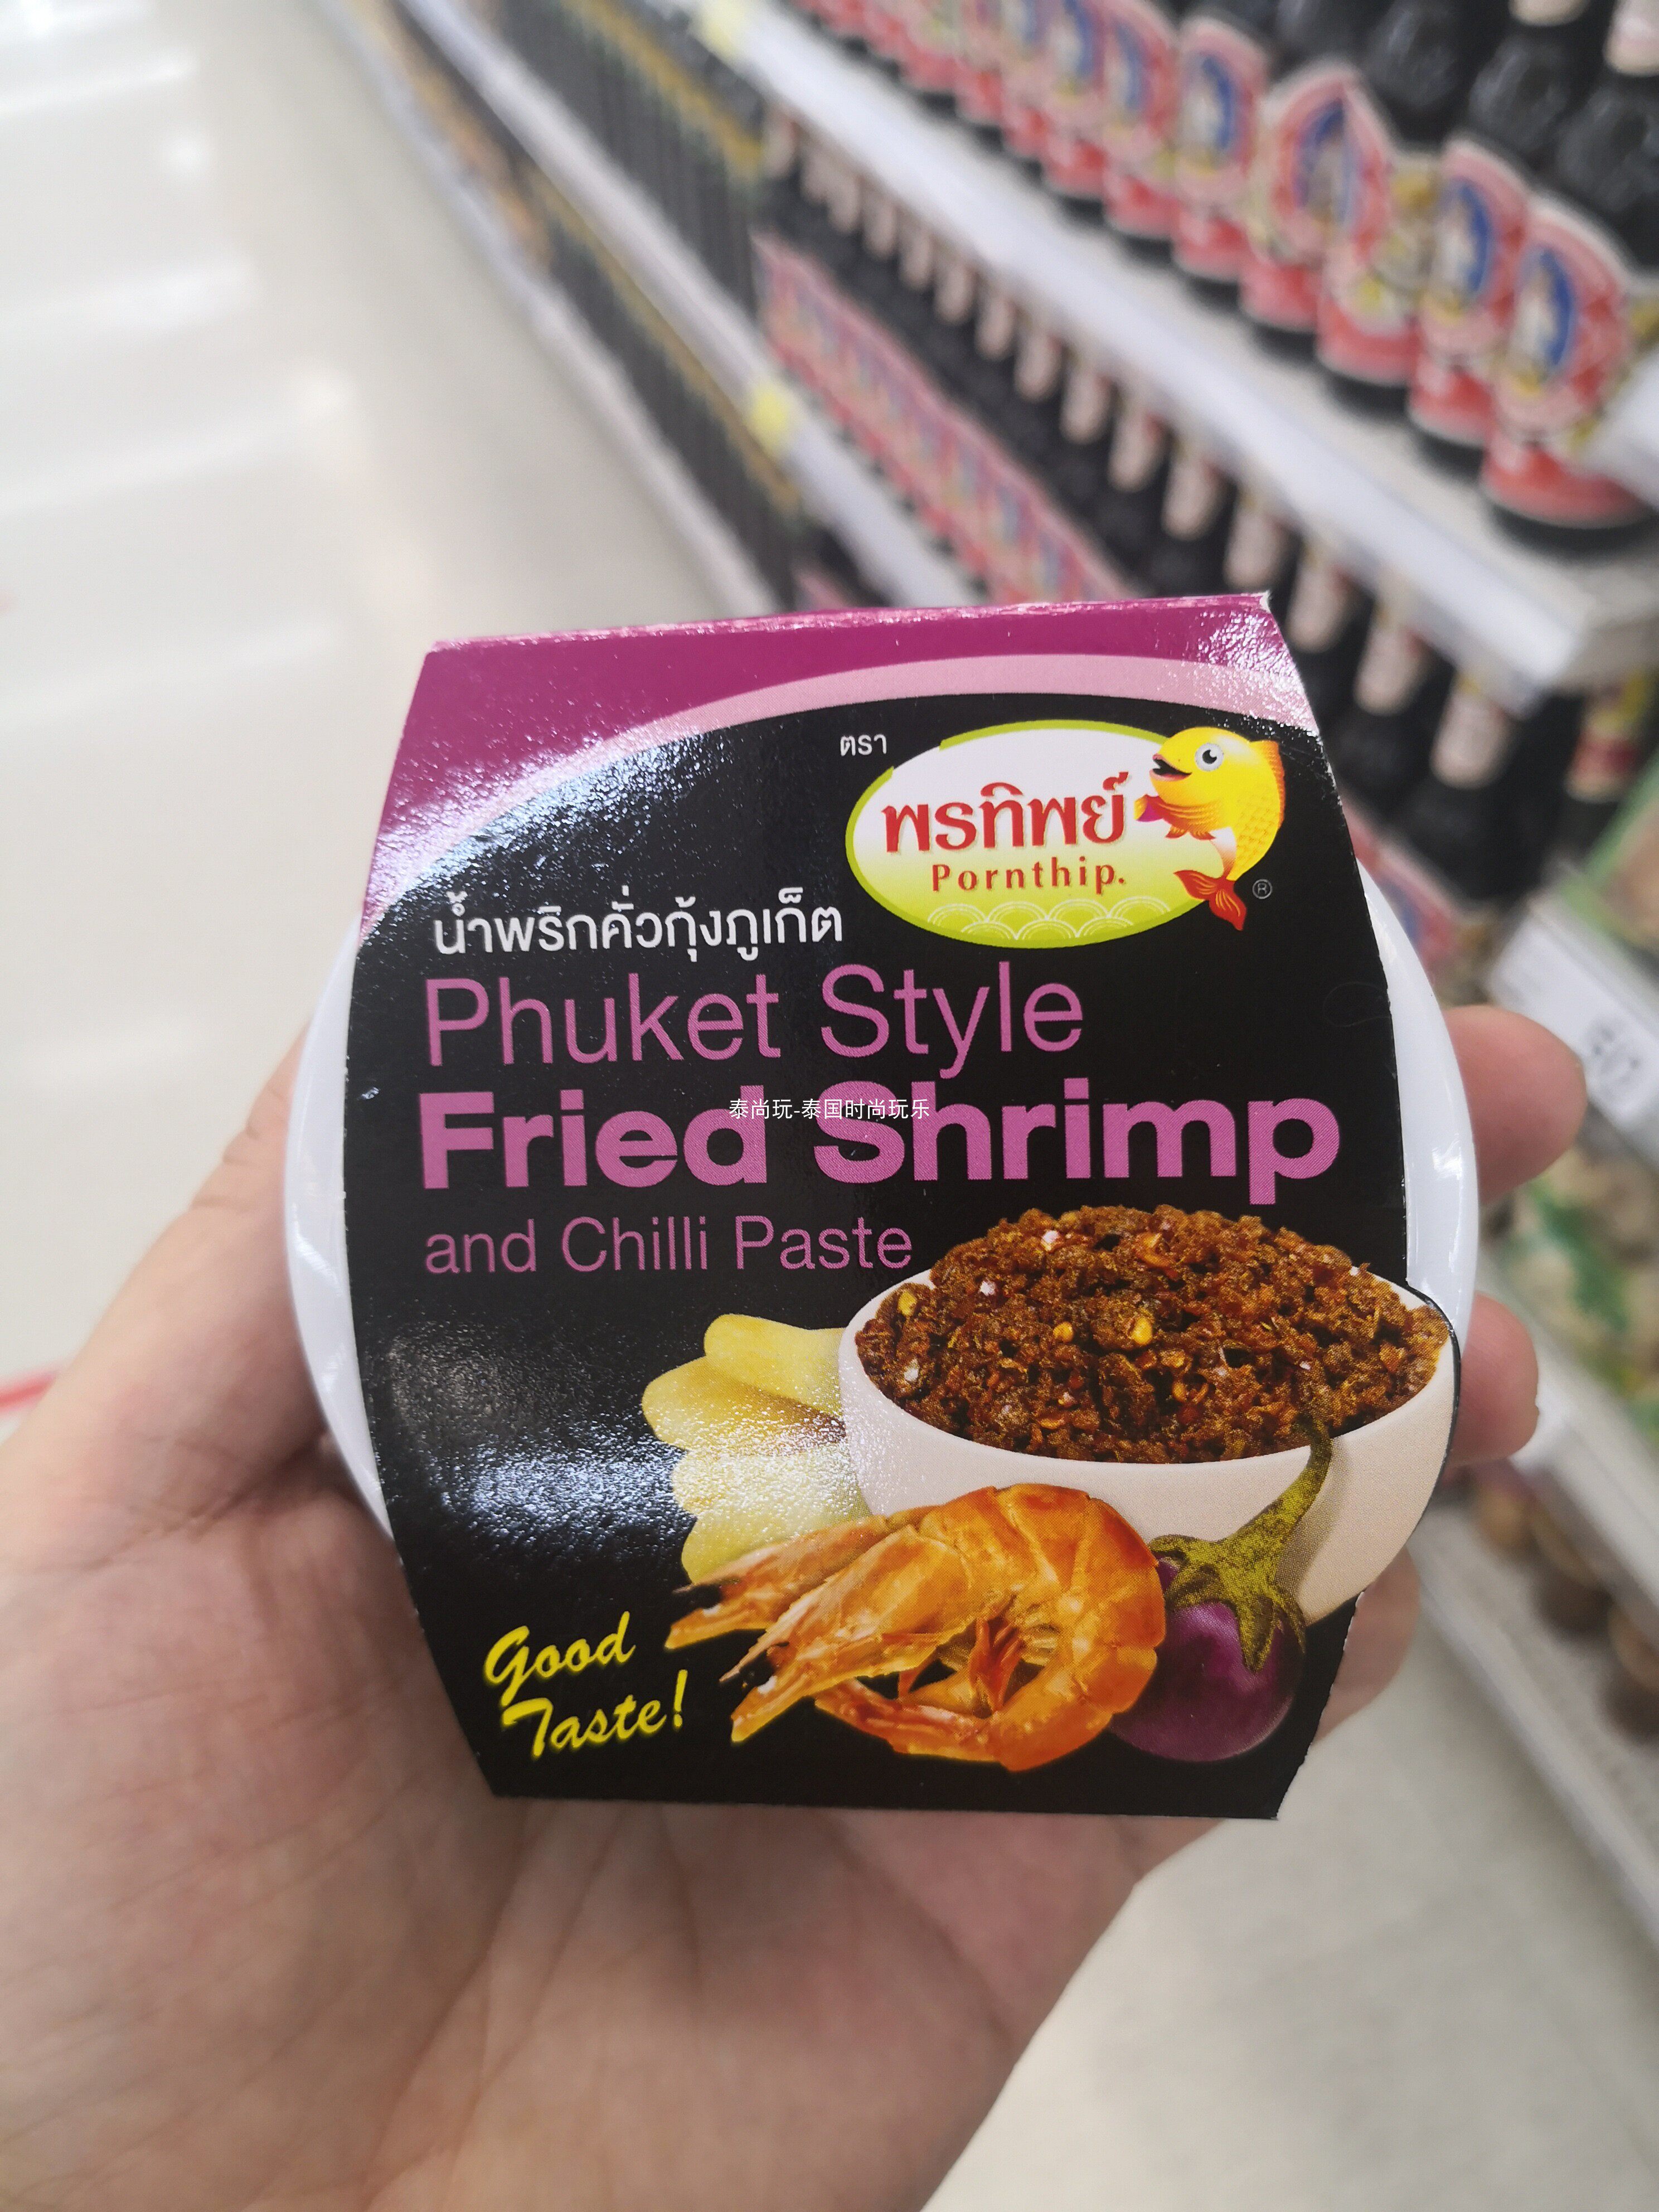 ตรา
พรทิพย์
Pornthip.
®
น้ำพริกคั่วกุ้งภูเก็ต
Phuket Style
Fried Shrimp
泰尚玩-泰国时尚玩乐
and Chilli Paste
Good
Taste!